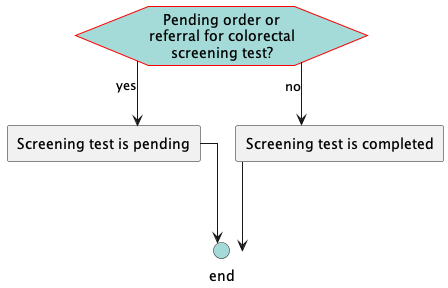 Pending order or
referral for colorectal
screening test?
yes
no
Screening test is pending
Screening test is completed
end